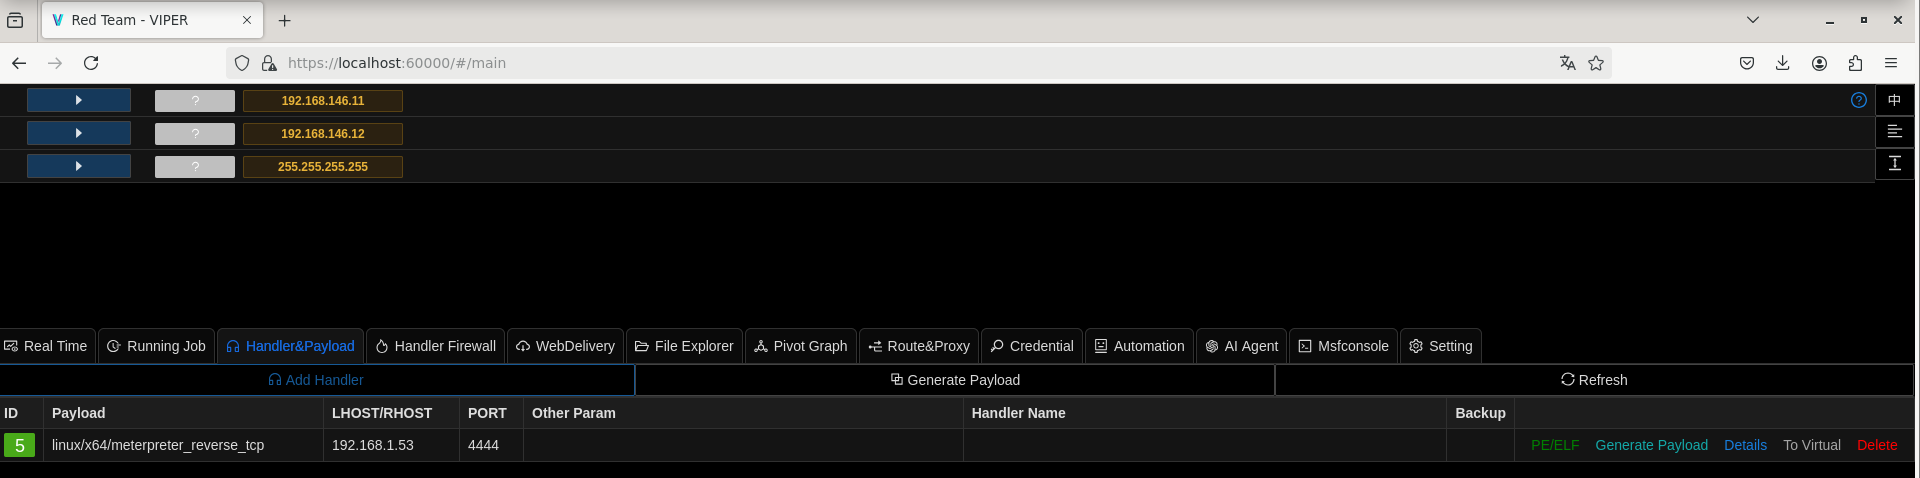 Red Team - VIPER
https://localhost:60000/#/main
? 192.168.146.11 ? 中
? 192.168.146.12
? 255.255.255.255
Real Time Running Job Handler&Payload Handler Firewall WebDelivery File Explorer Pivot Graph Route&Proxy Credential Automation AI Agent Msfconsole Setting
Add Handler Generate Payload Refresh
ID Payload LHOST/RHOST PORT Other Param Handler Name Backup
5 linux/x64/meterpreter_reverse_tcp 192.168.1.53 4444 PE/ELF Generate Payload Details To Virtual Delete